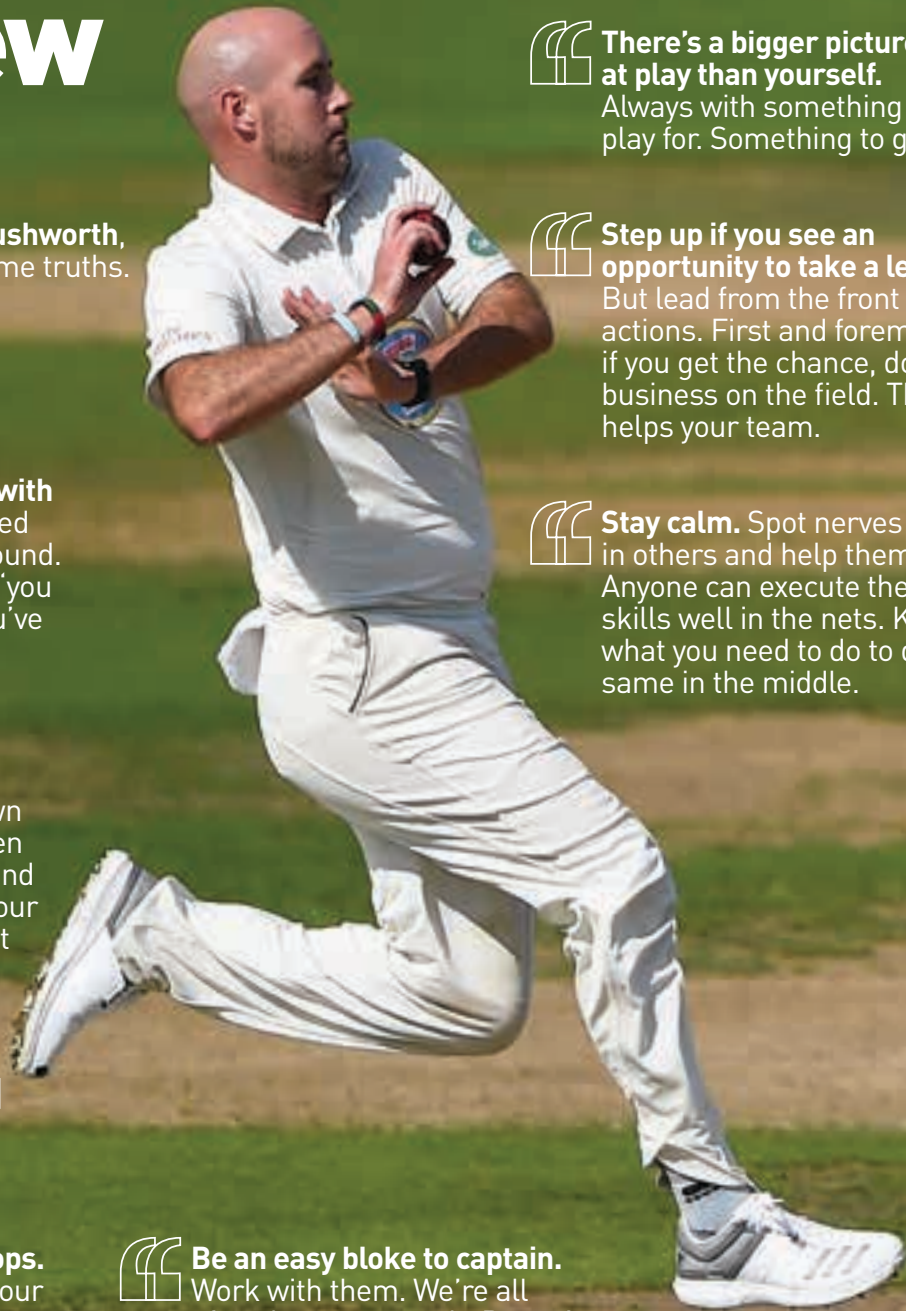 ew
ushworth,
me truths.
with
ed
ound.
‘you
u’ve
wn
en
nd
our
t
ops.
our
Be an easy bloke to captain.
Work with them. We’re all
There’s a bigger picture
at play than yourself.
Always with something
play for. Something to g
Step up if you see an
opportunity to take a le
But lead from the front
actions. First and forem
if you get the chance, do
business on the field. Th
helps your team.
Stay calm. Spot nerves
in others and help them
Anyone can execute the
skills well in the nets. K
what you need to do to d
same in the middle.